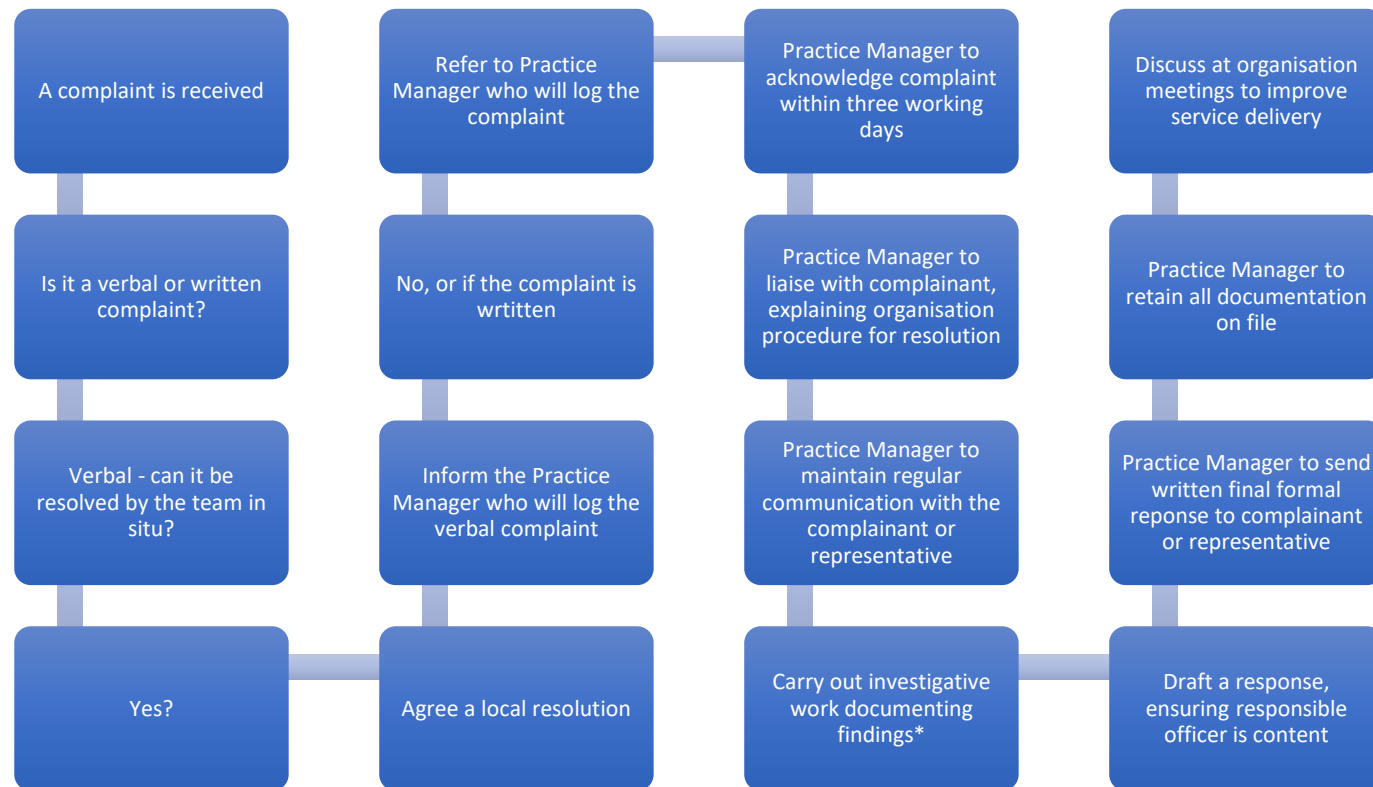 A complaint is received
Is it a verbal or written
complaint?
Verbal - can it be
resolved by the team in
situ?
Yes?
Agree a local resolution
Inform the Practice
Manager who will log the
verbal complaint
No, or if the complaint is
wrtitten
Refer to Practice
Manager who will log the
complaint
Practice Manager to
acknowledge complaint
within three working
days
Practice Manager to
liaise with complainant,
explaining organisation
procedure for resolution
Practice Manager to
maintain regular
communication with the
complainant or
representative
Carry out investigative
work documenting
findings*
Draft a response,
ensuring responsible
officer is content
Practice Manager to send
written final formal
reponse to complainant
or representative
Practice Manager to
retain all documentation
on file
Discuss at organisation
meetings to improve
service delivery